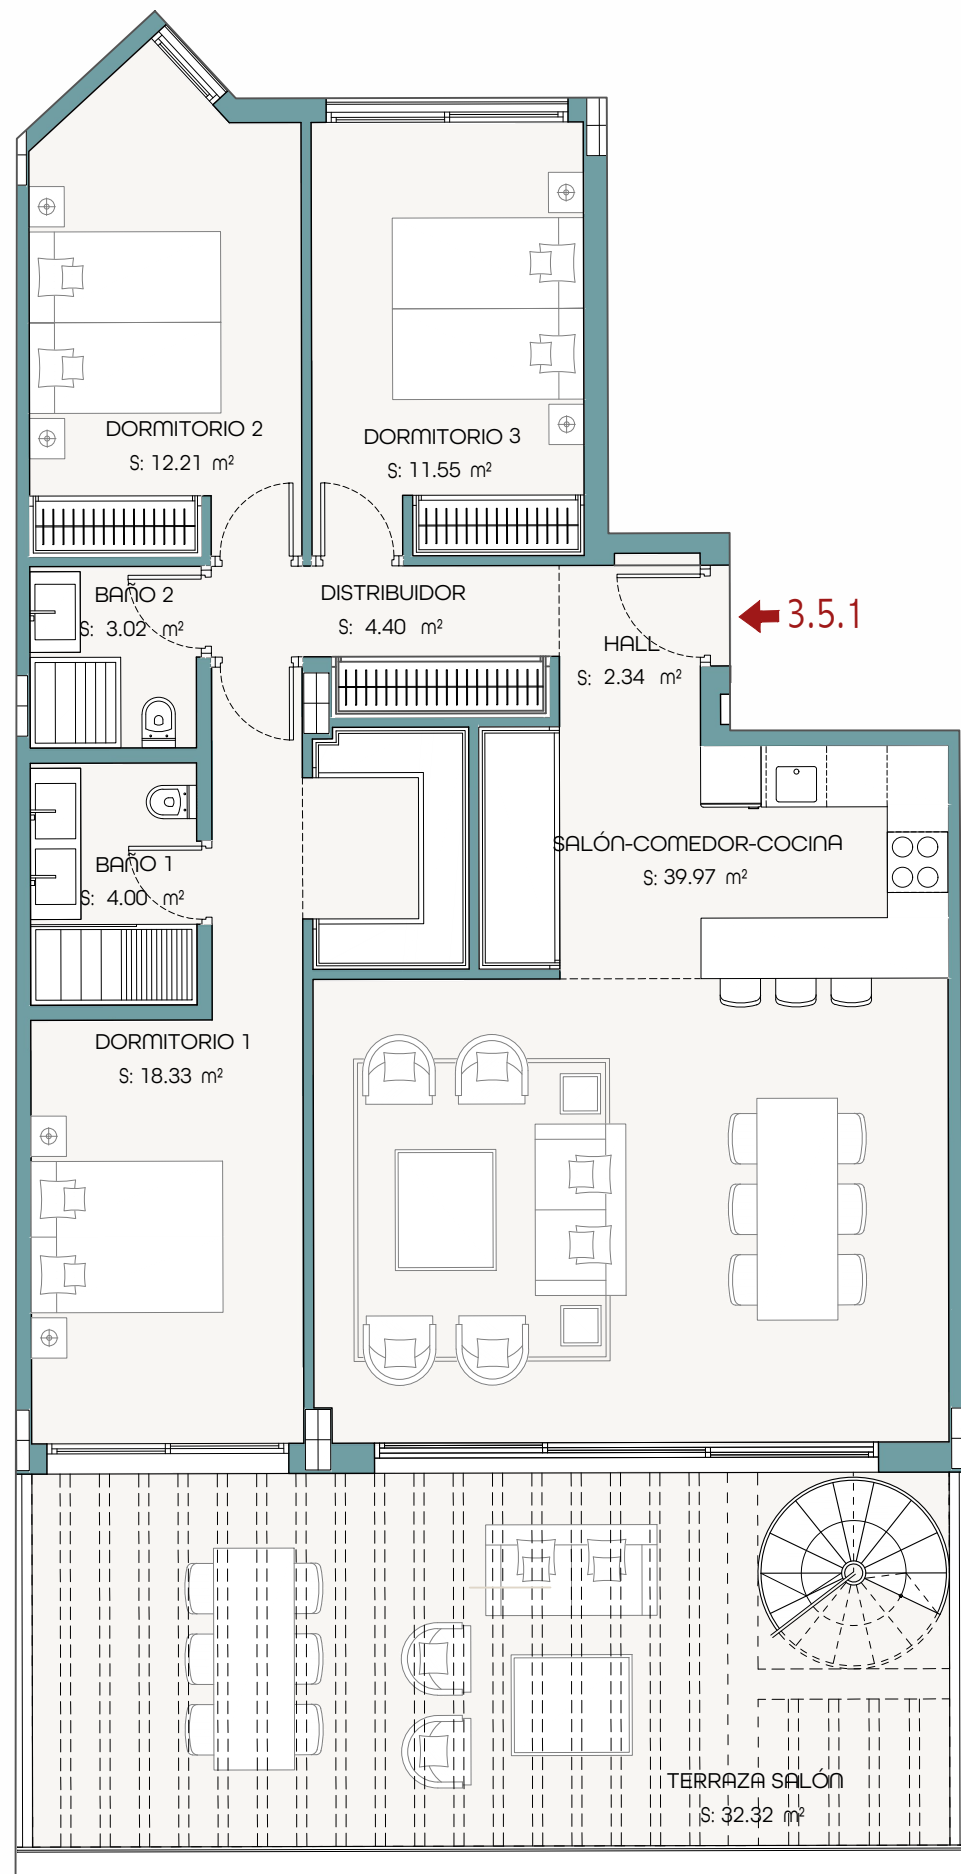 DORMITORIO 2
S: 12.21 m²
DORMITORIO 3
S: 11.55 m²
BAÑO 2
S: 3.02 m²
DISTRIBUIDOR
S: 4.40 m²
HALL
S: 2.34 m²
3.5.1
SALÓN-COMEDOR-COCINA
S: 39.97 m²
BAÑO 1
S: 4.00 m²
DORMITORIO 1
S: 18.33 m²
TERRAZA SALÓN
S: 32.32 m²